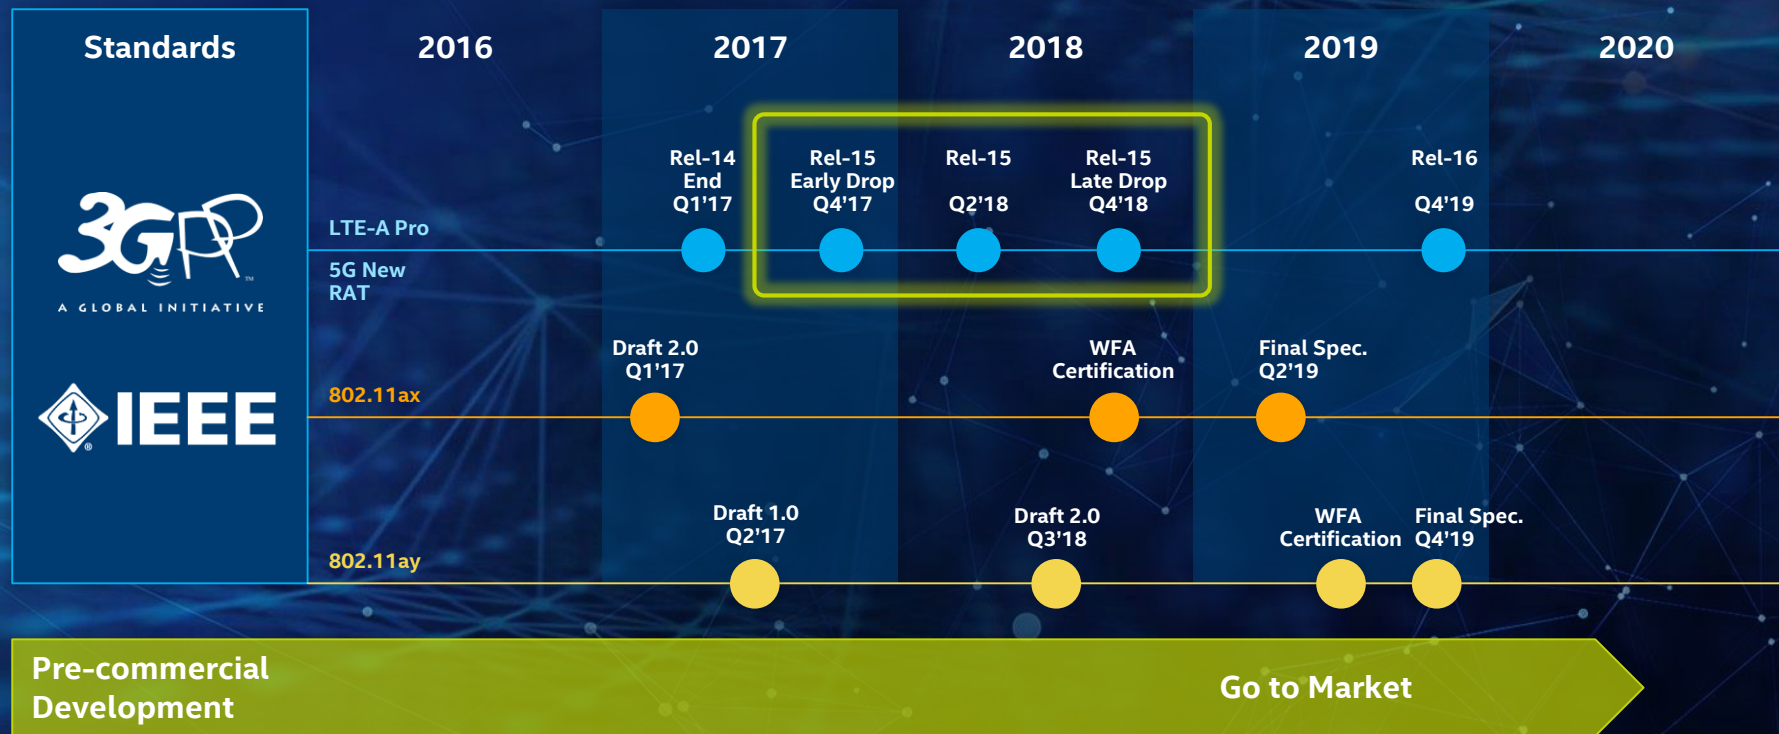 Standards
2016
2017
2018
2019
2020
3GPP
™
A GLOBAL INITIATIVE
LTE-A Pro
5G New
RAT
Rel-14
End
Q1’17
Rel-15
Early Drop
Q4’17
Rel-15
Q2’18
Rel-15
Late Drop
Q4’18
Rel-16
Q4’19
IEEE
®
802.11ax
Draft 2.0
Q1’17
WFA
Certification
Final Spec.
Q2’19
802.11ay
Draft 1.0
Q2’17
Draft 2.0
Q3’18
WFA
Certification
Final Spec.
Q4’19
Pre-commercial
Development
Go to Market